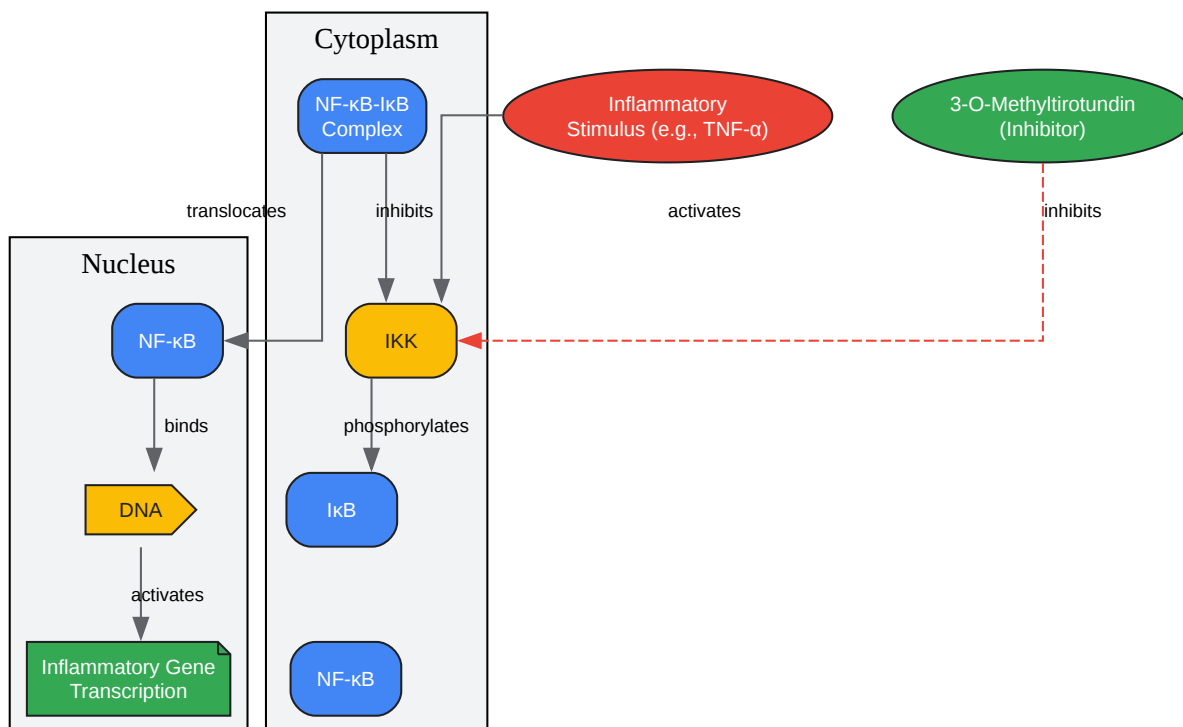 Cytoplasm
NF-κB-IκB
Complex
Inflammatory
Stimulus (e.g., TNF-α)
3-O-Methyltirotundin
(Inhibitor)
translocates
inhibits
activates
inhibits
Nucleus
NF-κB
IKK
binds
phosphorylates
DNA
IκB
activates
Inflammatory Gene
Transcription
NF-κB